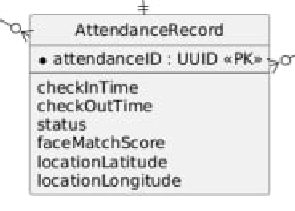 AttendanceRecord
• attendanceID : UUID «PK»
checkInTime
checkOutTime
status
faceMatchScore
locationLatitude
locationLongitude